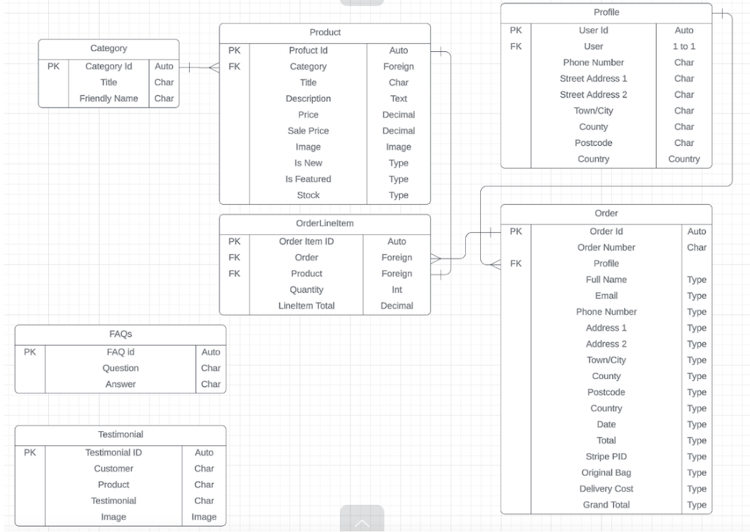 Category
PK Category Id Auto
Title Char
Friendly Name Char
Product
PK Profuct Id Auto
FK Category Foreign
Title Char
Description Text
Price Decimal
Sale Price Decimal
Image Image
Is New Type
Is Featured Type
Stock Type
Profile
PK User Id Auto
FK User 1 to 1
Phone Number Char
Street Address 1 Char
Street Address 2 Char
Town/City Char
County Char
Postcode Char
Country Country
OrderLineItem
PK Order Item ID Auto
FK Order Foreign
FK Product Foreign
Quantity Int
LineItem Total Decimal
Order
PK Order Id Auto
Order Number Char
FK Profile
Full Name Type
Email Type
Phone Number Type
Address 1 Type
Address 2 Type
Town/City Type
County Type
Postcode Type
Country Type
Date Type
Total Type
Stripe PID Type
Original Bag Type
Delivery Cost Type
Grand Total Type
FAQs
PK FAQ id Auto
Question Char
Answer Char
Testimonial
PK Testimonial ID Auto
Customer Char
Product Char
Testimonial Char
Image Image